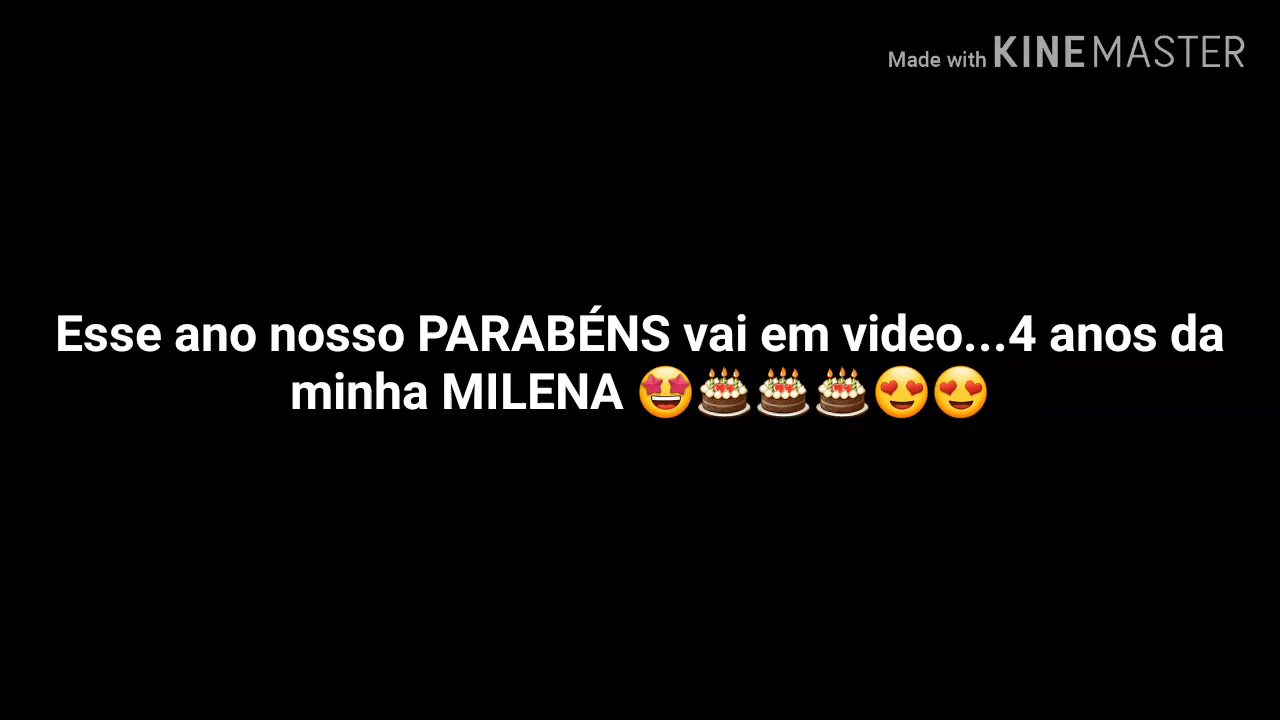 Made with KINEMASTER
Esse ano nosso PARABÉNS vai em video...4 anos da
minha MILENA 🤩🎂🎂🎂😍😍